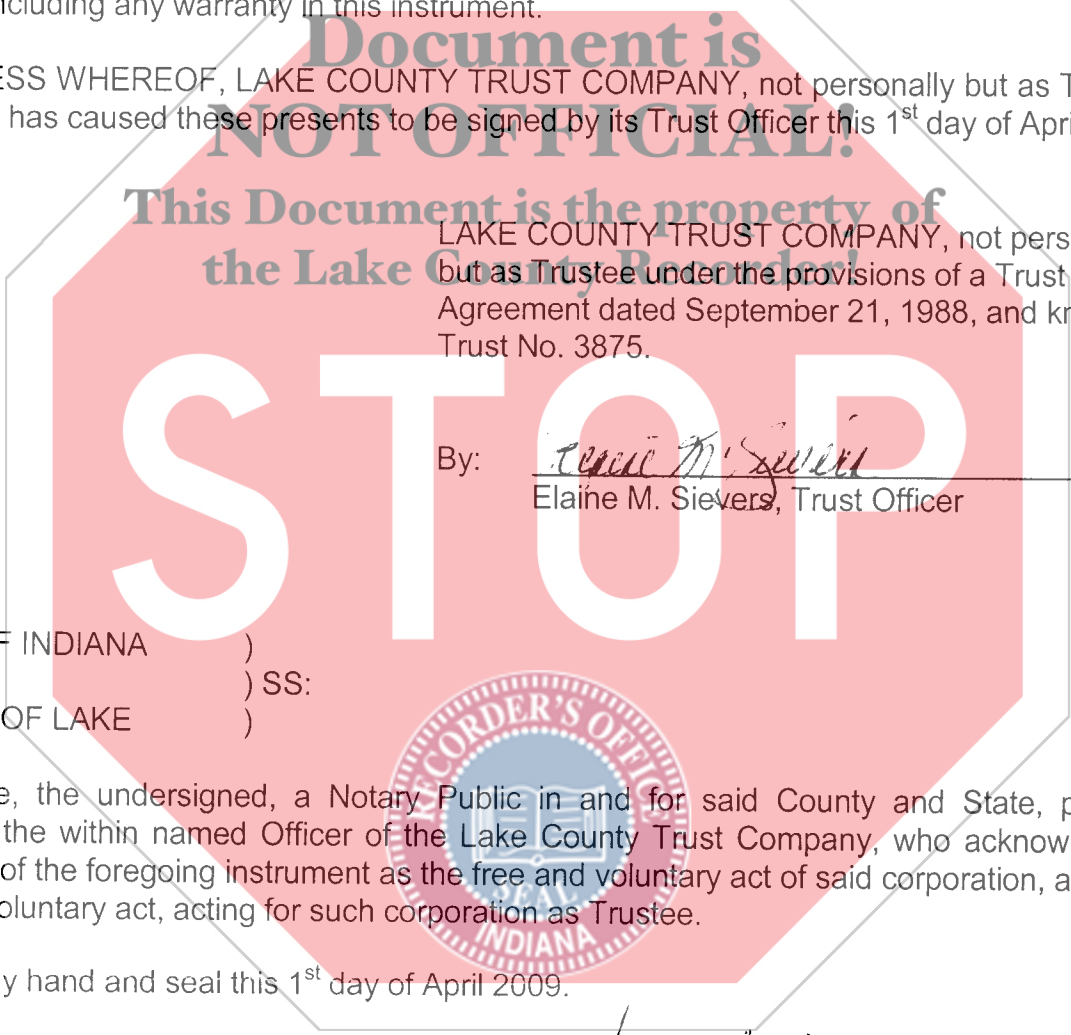 cluding any warranty in this instrument.
Document is
ESS WHEREOF, LAKE COUNTY TRUST COMPANY, not personally but as T
has caused these presents to be signed by its Trust Officer this 1st day of Apri
NOT OFFICIAL!
This Document is the property of
the Lake County Recorder!
LAKE COUNTY TRUST COMPANY, not pers
but as Trustee under the provisions of a Trust
Agreement dated September 21, 1988, and kn
Trust No. 3875.
STOP
By: Elaine M. Sievers
Elaine M. Sievers, Trust Officer
F INDIANA )
) SS:
OF LAKE )
RECORDER'S OFFICE
SEAL
INDIANA
e, the undersigned, a Notary Public in and for said County and State, p
the within named Officer of the Lake County Trust Company, who acknow
of the foregoing instrument as the free and voluntary act of said corporation, a
oluntary act, acting for such corporation as Trustee.
y hand and seal this 1st day of April 2009.